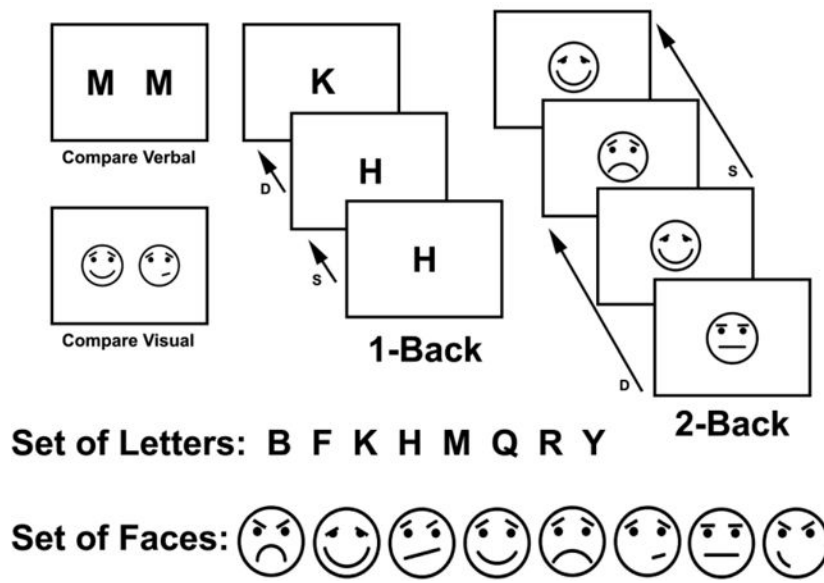 M M
Compare Verbal
Compare Visual
K
H
H
D
S
1-Back
S
D
2-Back
Set of Letters: B F K H M Q R Y
Set of Faces: